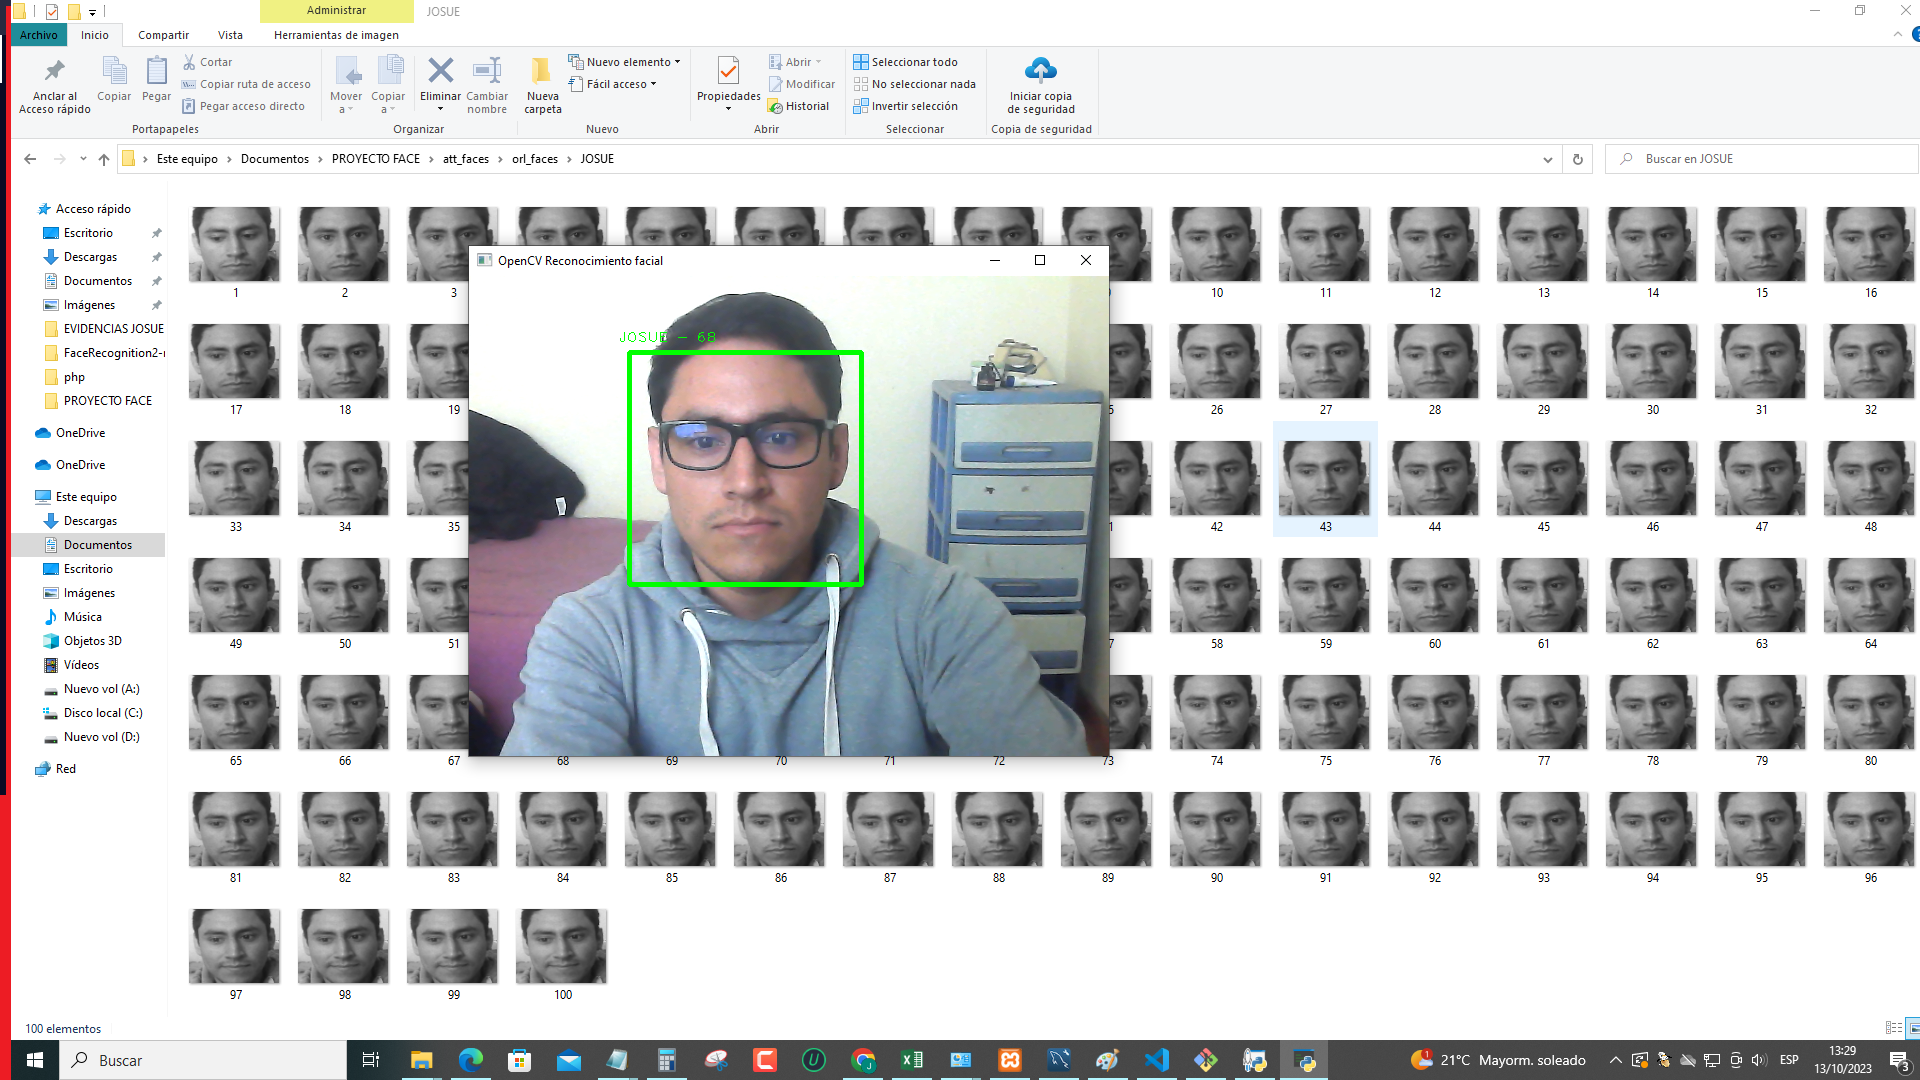 Administrar
JOSUE
Archivo
Inicio
Compartir
Vista
Herramientas de imagen
Anclar al
Acceso rápido
Copiar
Pegar
Cortar
Copiar ruta de acceso
Pegar acceso directo
Portapapeles
Mover
a
Copiar
a
Eliminar
Cambiar
nombre
Organizar
Nueva
carpeta
Nuevo elemento
Fácil acceso
Nuevo
Propiedades
Abrir
Modificar
Historial
Abrir
Seleccionar todo
No seleccionar nada
Invertir selección
Seleccionar
Iniciar copia
de seguridad
Copia de seguridad
Este equipo
Documentos
PROYECTO FACE
att_faces
orl_faces
JOSUE
Buscar en JOSUE
Acceso rápido
Escritorio
Descargas
Documentos
Imágenes
EVIDENCIAS JOSUE
FaceRecognition2-
php
PROYECTO FACE
OneDrive
OneDrive
Este equipo
Descargas
Documentos
Escritorio
Imágenes
Música
Objetos 3D
Vídeos
Nuevo vol (A:)
Disco local (C:)
Nuevo vol (D:)
Red
OpenCV Reconocimiento facial
JOSUE - 68
1 2 3 10 11 12 13 14 15 16
17 18 19 26 27 28 29 30 31 32
33 34 35 42 43 44 45 46 47 48
49 50 51 58 59 60 61 62 63 64
65 66 67 68 69 70 71 72 73 74 75 76 77 78 79 80
81 82 83 84 85 86 87 88 89 90 91 92 93 94 95 96
97 98 99 100
100 elementos
Buscar
21°C Mayorm. soleado
ESP
13:29
13/10/2023
3